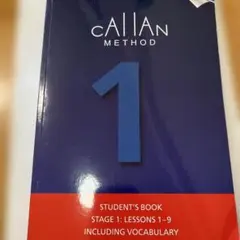 cAllAN
METHOD
1
STUDENT'S BOOK
STAGE 1: LESSONS 1-9
INCLUDING VOCABULARY